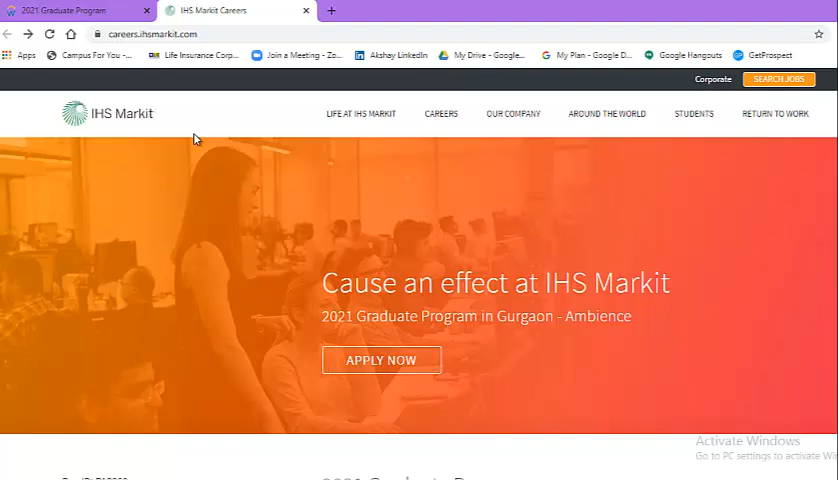 2021 Graduate Program
IHS Markit Careers
careers.ihsmarkit.com
Apps
Campus For You -...
Life Insurance Corp...
Join a Meeting - Zo...
Akshay LinkedIn
My Drive - Google...
My Plan - Google D...
Google Hangouts
GetProspect
Corporate
SEARCH JOBS
IHS Markit
LIFE AT IHS MARKIT
CAREERS
OUR COMPANY
AROUND THE WORLD
STUDENTS
RETURN TO WORK
Cause an effect at IHS Markit
2021 Graduate Program in Gurgaon - Ambience
APPLY NOW
Activate Windows
Go to PC settings to activate Win
2021